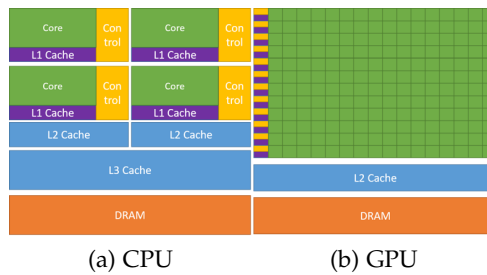 Core
Con
trol
L1 Cache
Core
Con
trol
L1 Cache
Core
Con
trol
L1 Cache
Core
Con
trol
L1 Cache
L2 Cache
L2 Cache
L3 Cache
DRAM
(a) CPU
L2 Cache
DRAM
(b) GPU